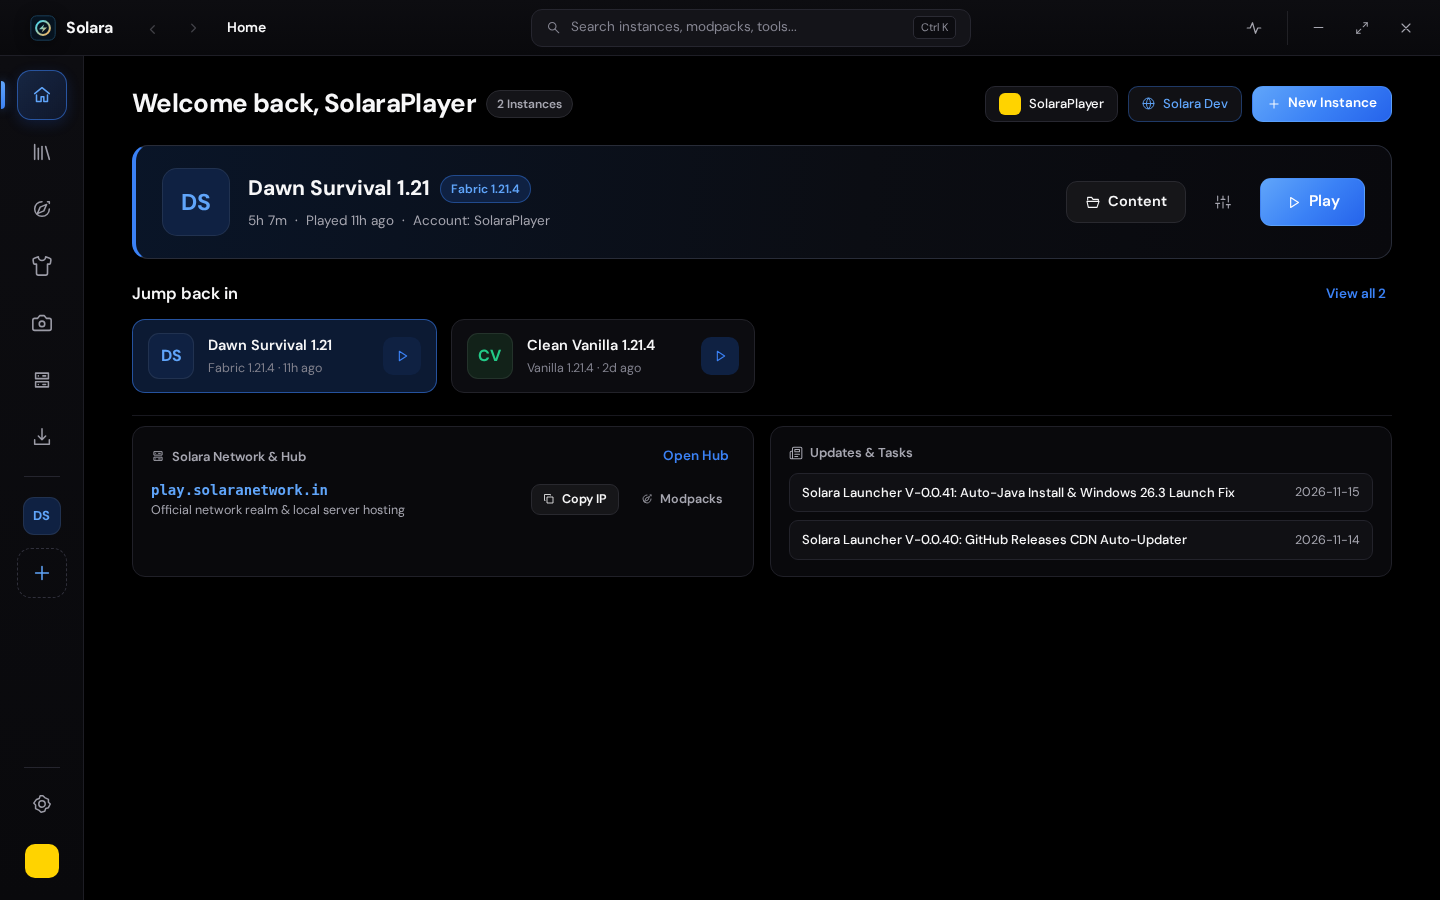 Solara
Home
Search instances, modpacks, tools...
Ctrl K
Welcome back, SolaraPlayer
2 Instances
SolaraPlayer
Solara Dev
New Instance
DS
Dawn Survival 1.21
Fabric 1.21.4
5h 7m · Played 11h ago · Account: SolaraPlayer
Content
Play
Jump back in
View all 2
DS
Dawn Survival 1.21
Fabric 1.21.4 · 11h ago
CV
Clean Vanilla 1.21.4
Vanilla 1.21.4 · 2d ago
Solara Network & Hub
Open Hub
play.solaranetwork.in
Official network realm & local server hosting
Copy IP
Modpacks
Updates & Tasks
Solara Launcher V-0.0.41: Auto-Java Install & Windows 26.3 Launch Fix
2026-11-15
Solara Launcher V-0.0.40: GitHub Releases CDN Auto-Updater
2026-11-14
DS